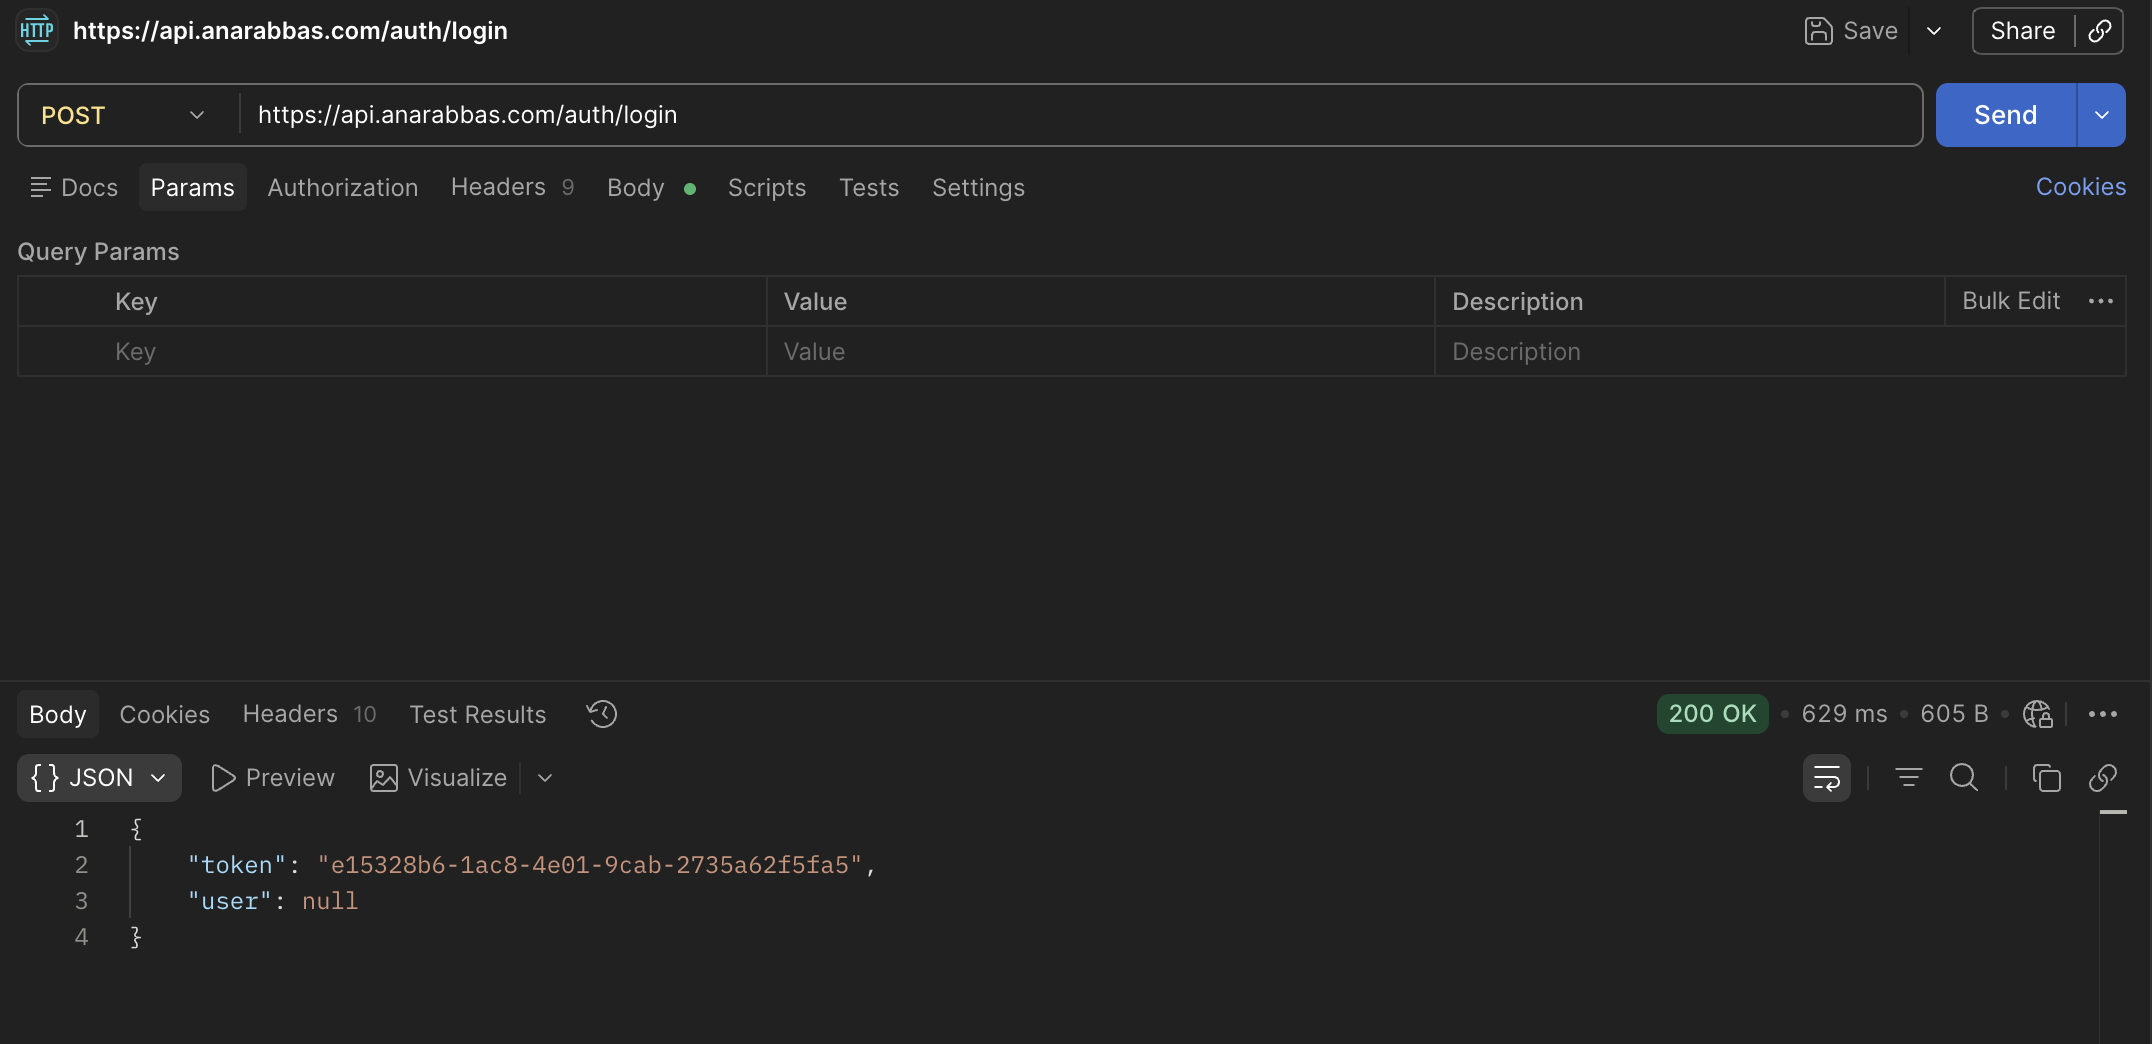 HTTP https://api.anarabbas.com/auth/login Save Share
POST https://api.anarabbas.com/auth/login Send
Docs Params Authorization Headers 9 Body Scripts Tests Settings Cookies
Query Params
Key Value Description Bulk Edit
Key Value Description
Body Cookies Headers 10 Test Results 200 OK • 629 ms • 605 B •
{} JSON Preview Visualize
1 {
2 "token": "e15328b6-1ac8-4e01-9cab-2735a62f5fa5",
3 "user": null
4 }